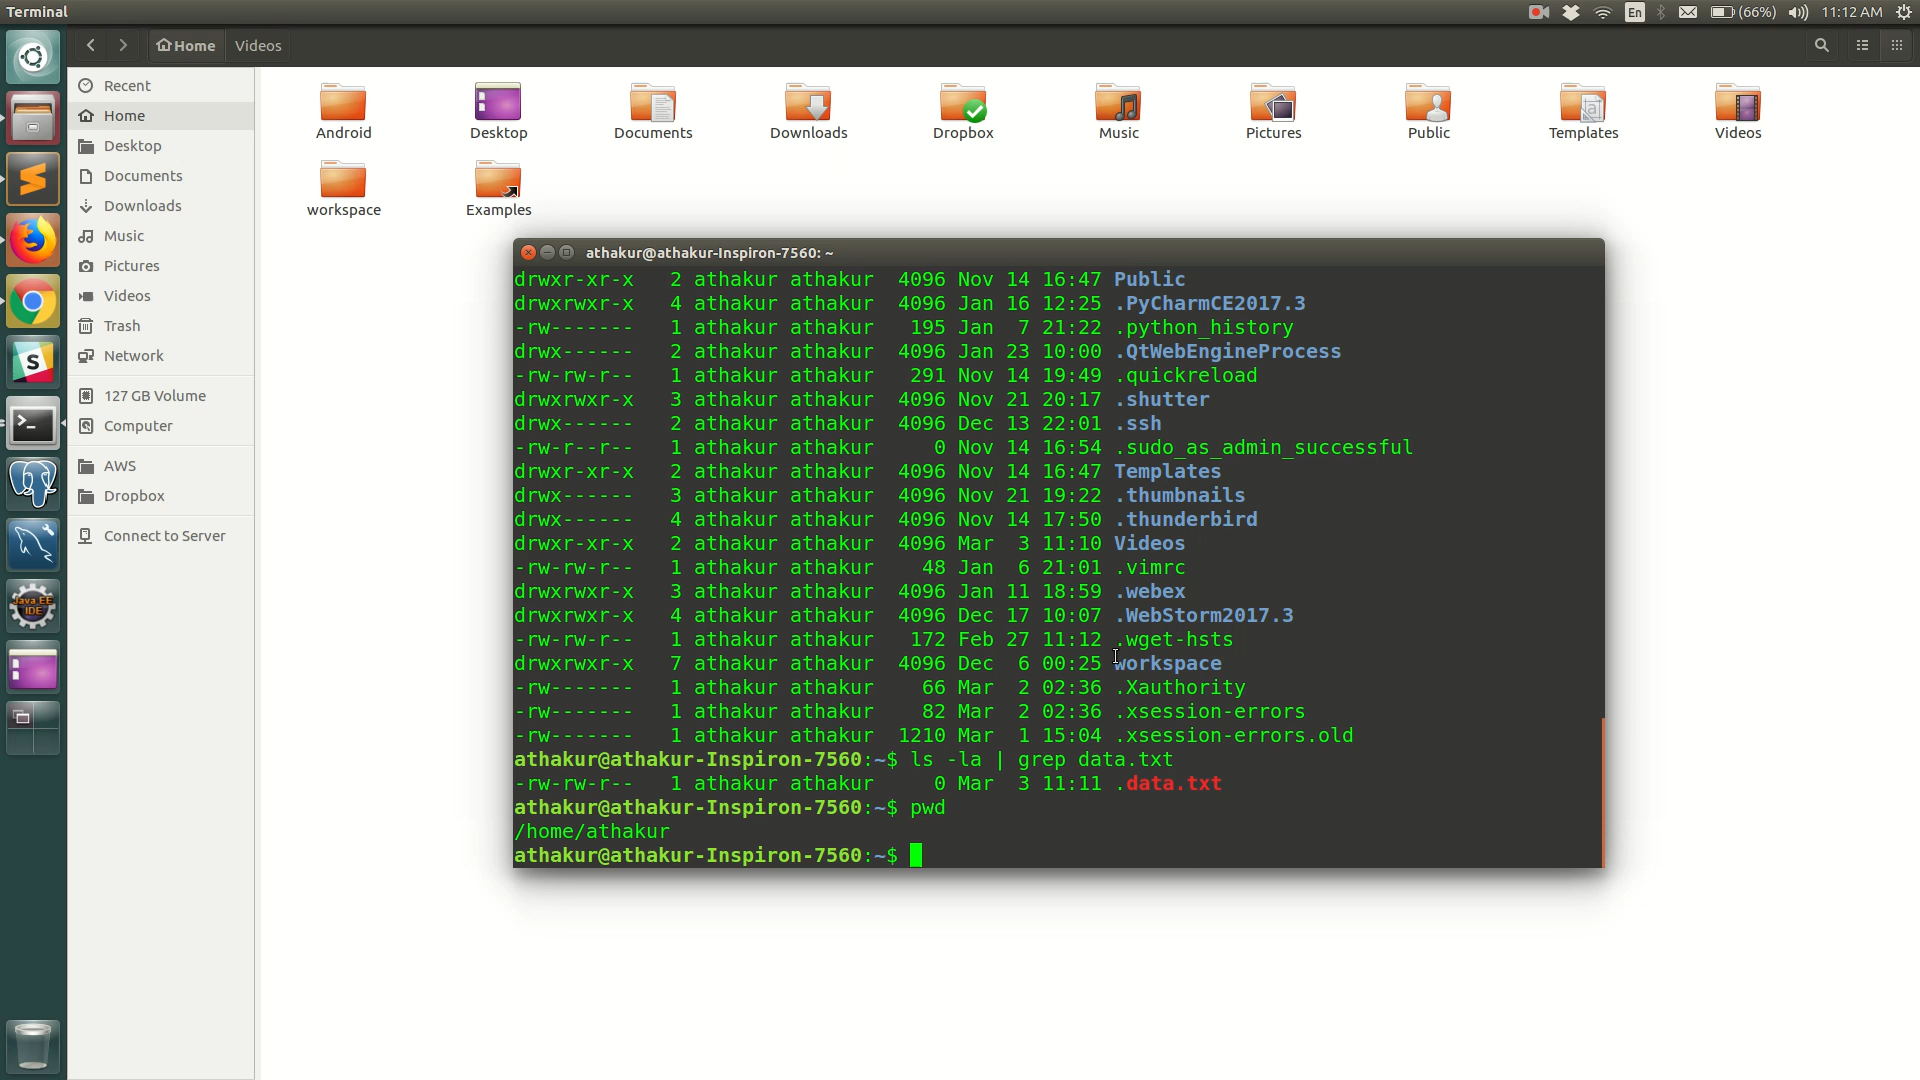 Terminal
En
(66%)
11:12 AM
Home
Videos
Recent
Home
Desktop
Documents
Downloads
Music
Pictures
Videos
Trash
Network
127 GB Volume
Computer
AWS
Dropbox
Connect to Server
S
Java EE
IDE
Android
Desktop
Documents
Downloads
Dropbox
Music
Pictures
Public
Templates
Videos
workspace
Examples
athakur@athakur-Inspiron-7560: ~
drwxr-xr-x   2 athakur athakur  4096 Nov 14 16:47 Public
drwxrwxr-x   4 athakur athakur  4096 Jan 16 12:25 .PyCharmCE2017.3
-rw-------   1 athakur athakur   195 Jan  7 21:22 .python_history
drwx------   2 athakur athakur  4096 Jan 23 10:00 .QtWebEngineProcess
-rw-rw-r--   1 athakur athakur   291 Nov 14 19:49 .quickreload
drwxrwxr-x   3 athakur athakur  4096 Nov 21 20:17 .shutter
drwx------   2 athakur athakur  4096 Dec 13 22:01 .ssh
-rw-r--r--   1 athakur athakur     0 Nov 14 16:54 .sudo_as_admin_successful
drwxr-xr-x   2 athakur athakur  4096 Nov 14 16:47 Templates
drwx------   3 athakur athakur  4096 Nov 21 19:22 .thumbnails
drwx------   4 athakur athakur  4096 Nov 14 17:50 .thunderbird
drwxr-xr-x   2 athakur athakur  4096 Mar  3 11:10 Videos
-rw-rw-r--   1 athakur athakur    48 Jan  6 21:01 .vimrc
drwxrwxr-x   3 athakur athakur  4096 Jan 11 18:59 .webex
drwxrwxr-x   4 athakur athakur  4096 Dec 17 10:07 .WebStorm2017.3
-rw-rw-r--   1 athakur athakur   172 Feb 27 11:12 .wget-hsts
drwxrwxr-x   7 athakur athakur  4096 Dec  6 00:25 workspace
-rw-------   1 athakur athakur    66 Mar  2 02:36 .Xauthority
-rw-------   1 athakur athakur    82 Mar  2 02:36 .xsession-errors
-rw-------   1 athakur athakur  1210 Mar  1 15:04 .xsession-errors.old
athakur@athakur-Inspiron-7560:~$ ls -la | grep data.txt
-rw-rw-r--   1 athakur athakur     0 Mar  3 11:11 .data.txt
athakur@athakur-Inspiron-7560:~$ pwd
/home/athakur
athakur@athakur-Inspiron-7560:~$